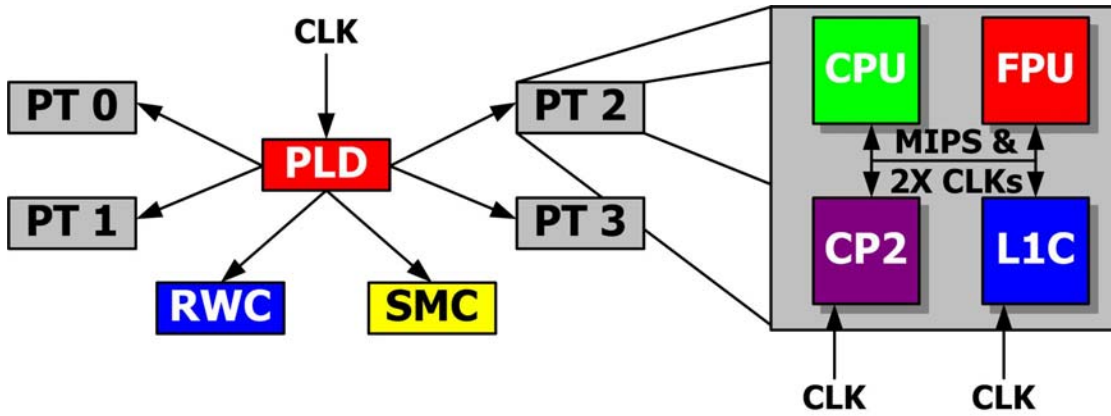 CLK
PT 0
PT 2
PLD
PT 1
PT 3
RWC
SMC
CPU
FPU
MIPS &
2X CLKs
CP2
L1C
CLK
CLK